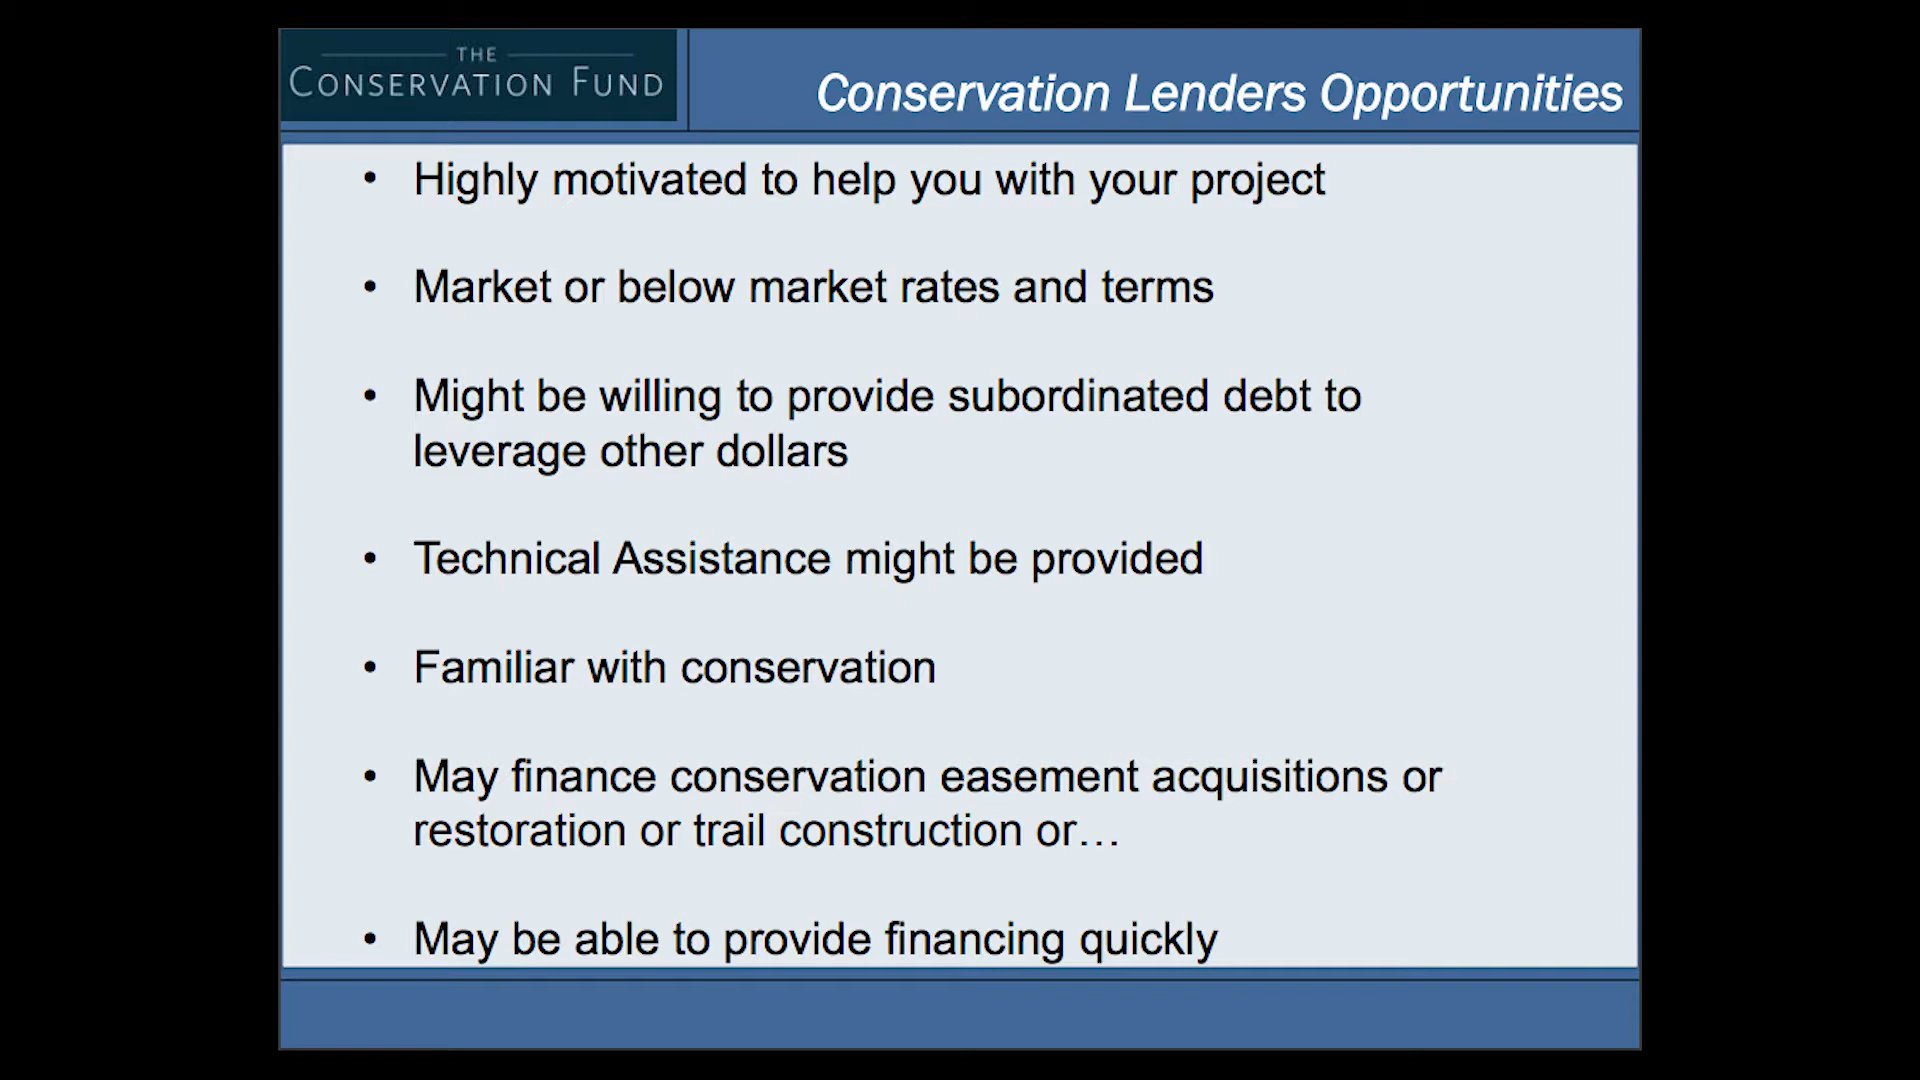 THE
CONSERVATION FUND
Conservation Lenders Opportunities
• Highly motivated to help you with your project
• Market or below market rates and terms
• Might be willing to provide subordinated debt to
leverage other dollars
• Technical Assistance might be provided
• Familiar with conservation
• May finance conservation easement acquisitions or
restoration or trail construction or…
• May be able to provide financing quickly